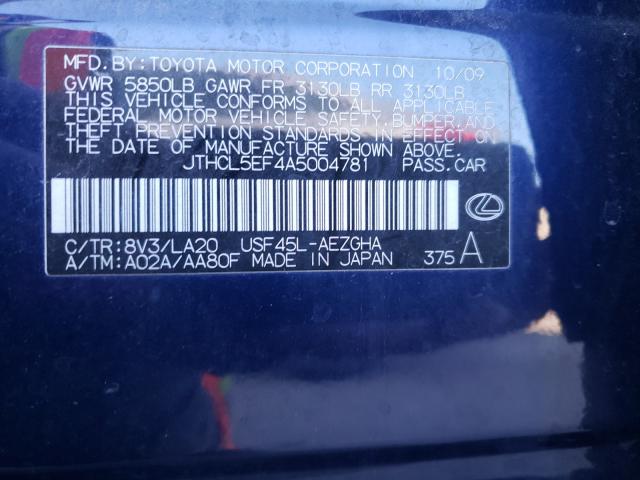 MFD. BY: TOYOTA MOTOR CORPORATION 10/09
GVWR 5850LB GAWR FR 3130LB RR 3130LB
THIS VEHICLE CONFORMS TO ALL APPLICABLE
FEDERAL MOTOR VEHICLE SAFETY, BUMPER, AND
THEFT PREVENTION STANDARDS IN EFFECT ON
THE DATE OF MANUFACTURE SHOWN ABOVE.
JTHCL5EF4A5004781 PASS. CAR
C/TR: 8V3/LA20 USF45L-AEZGHA
A/TM: A02A/AA80F MADE IN JAPAN 375 A